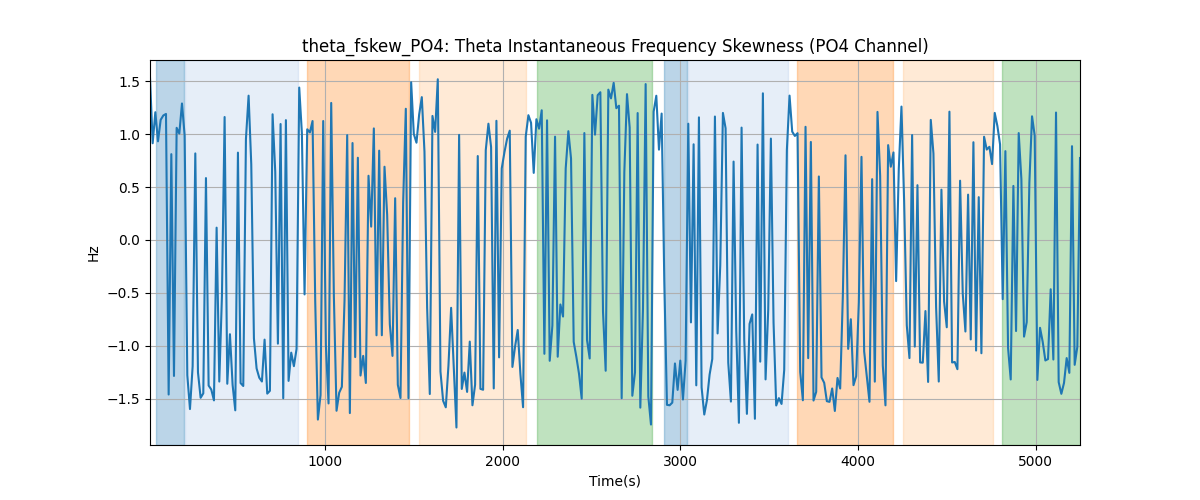 theta_fskew_PO4: Theta Instantaneous Frequency Skewness (PO4 Channel)
1.5
1.0
0.5
0.0
−0.5
−1.0
−1.5
Hz
1000 2000 3000 4000 5000
Time(s)